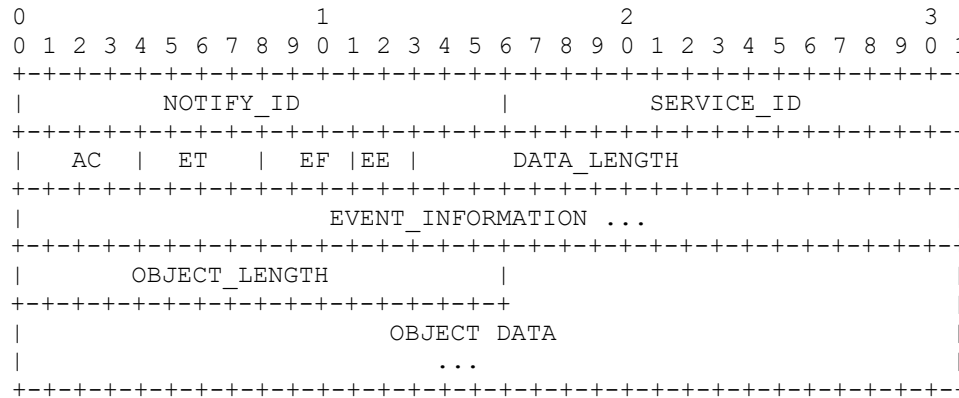 0                   1                   2                   3
0 1 2 3 4 5 6 7 8 9 0 1 2 3 4 5 6 7 8 9 0 1 2 3 4 5 6 7 8 9 0 1
+-+-+-+-+-+-+-+-+-+-+-+-+-+-+-+-+-+-+-+-+-+-+-+-+-+-+-+-+-+-+--
| NOTIFY_ID | SERVICE_ID
+-+-+-+-+-+-+-+-+-+-+-+-+-+-+-+-+-+-+-+-+-+-+-+-+-+-+-+-+-+-+--
| AC | ET | EF |EE | DATA_LENGTH
+-+-+-+-+-+-+-+-+-+-+-+-+-+-+-+-+-+-+-+-+-+-+-+-+-+-+-+-+-+-+--
| EVENT_INFORMATION ...
+-+-+-+-+-+-+-+-+-+-+-+-+-+-+-+-+-+-+-+-+-+-+-+-+-+-+-+-+-+-+--
| OBJECT_LENGTH | |
+-+-+-+-+-+-+-+-+-+-+-+-+-+-+-+-+ |
| OBJECT DATA |
| ... |
+-+-+-+-+-+-+-+-+-+-+-+-+-+-+-+-+-+-+-+-+-+-+-+-+-+-+-+-+-+-+--